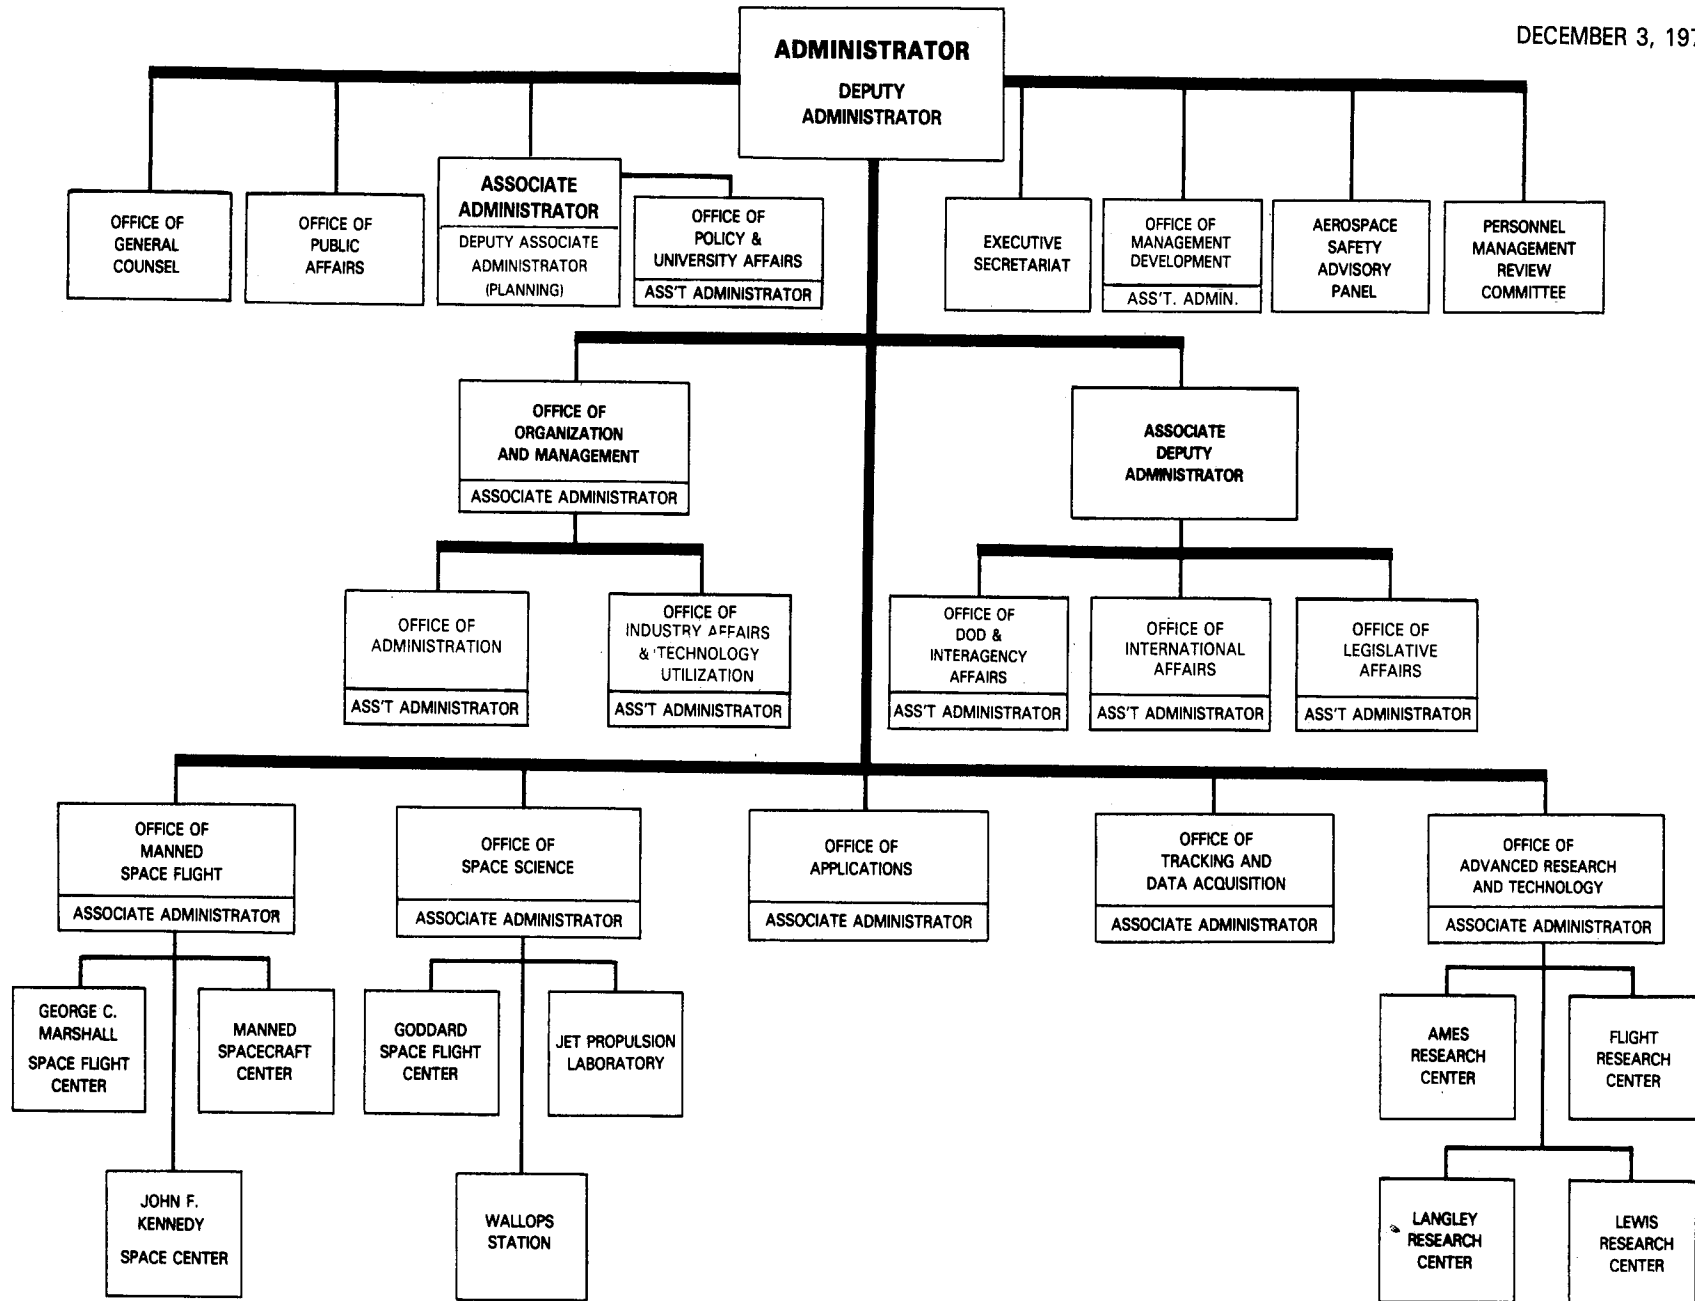 DECEMBER 3, 197
ADMINISTRATOR
DEPUTY
ADMINISTRATOR
OFFICE OF
GENERAL
COUNSEL
OFFICE OF
PUBLIC
AFFAIRS
ASSOCIATE
ADMINISTRATOR
DEPUTY ASSOCIATE
ADMINISTRATOR
(PLANNING)
OFFICE OF
POLICY &
UNIVERSITY AFFAIRS
ASS'T ADMINISTRATOR
EXECUTIVE
SECRETARIAT
OFFICE OF
MANAGEMENT
DEVELOPMENT
ASS'T. ADMIN.
AEROSPACE
SAFETY
ADVISORY
PANEL
PERSONNEL
MANAGEMENT
REVIEW
COMMITTEE
OFFICE OF
ORGANIZATION
AND MANAGEMENT
ASSOCIATE ADMINISTRATOR
ASSOCIATE
DEPUTY
ADMINISTRATOR
OFFICE OF
ADMINISTRATION
ASS'T ADMINISTRATOR
OFFICE OF
INDUSTRY AFFAIRS
& TECHNOLOGY
UTILIZATION
ASS'T ADMINISTRATOR
OFFICE OF
DOD &
INTERAGENCY
AFFAIRS
ASS'T ADMINISTRATOR
OFFICE OF
INTERNATIONAL
AFFAIRS
ASS'T ADMINISTRATOR
OFFICE OF
LEGISLATIVE
AFFAIRS
ASS'T ADMINISTRATOR
OFFICE OF
MANNED
SPACE FLIGHT
ASSOCIATE ADMINISTRATOR
OFFICE OF
SPACE SCIENCE
ASSOCIATE ADMINISTRATOR
OFFICE OF
APPLICATIONS
ASSOCIATE ADMINISTRATOR
OFFICE OF
TRACKING AND
DATA ACQUISITION
ASSOCIATE ADMINISTRATOR
OFFICE OF
ADVANCED RESEARCH
AND TECHNOLOGY
ASSOCIATE ADMINISTRATOR
GEORGE C.
MARSHALL
SPACE FLIGHT
CENTER
MANNED
SPACECRAFT
CENTER
GODDARD
SPACE FLIGHT
CENTER
JET PROPULSION
LABORATORY
AMES
RESEARCH
CENTER
FLIGHT
RESEARCH
CENTER
JOHN F.
KENNEDY
SPACE CENTER
WALLOPS
STATION
LANGLEY
RESEARCH
CENTER
LEWIS
RESEARCH
CENTER